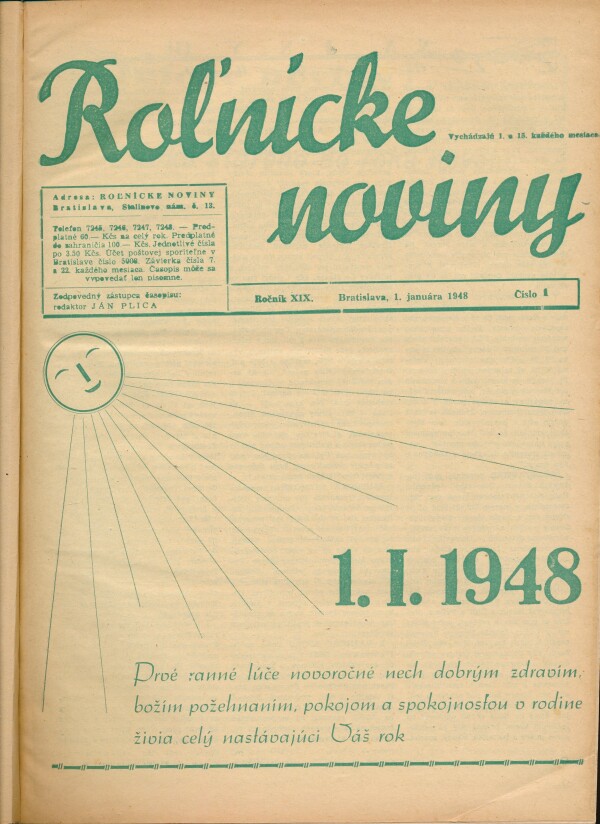 Roľnícke
noviny
Vychádzajú 1. a 15. každého mesiaca.
Adresa: ROĽNÍCKE NOVINY
Bratislava, Stalinovo nám. č. 12.
Telefon 7245, 7246, 7247, 7248. — Pred-
platné 60 — Kčs na celý rok. Predplatné
do zahraničia 100 — Kčs. Jednotlivé čísla
po 2.50 Kčs. Účet poštovej sporiteľne v
Bratislave číslo 3008. Závierka čísla 7.
a 22. každého mesiaca. Časopis môže sa
vypovedať len písomne.
Zodpovedný zástupca časopisu:
redaktor JÁN PLICA
Ročník XIX. Bratislava, 1. januára 1948 Číslo 1
1. I. 1948
Prvé ranné lúče novoročné nech dobrým zdravím,
božím požehnaním, pokojom a spokojnosťou v rodine
živia celý nastávajúci Váš rok